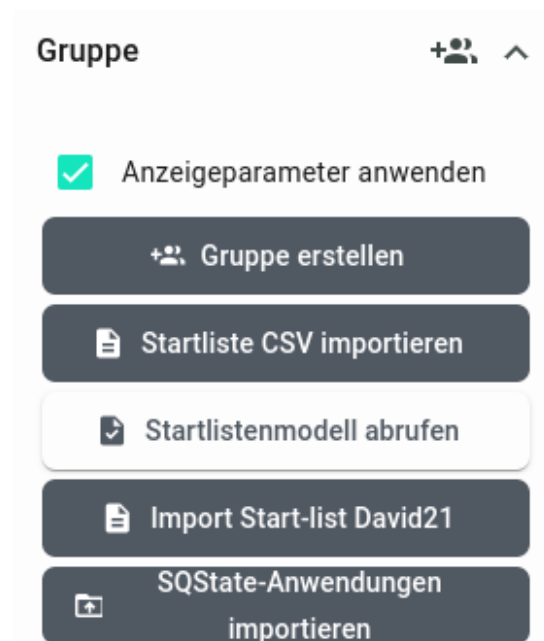 Gruppe
Anzeigeparameter anwenden
Gruppe erstellen
Startliste CSV importieren
Startlistenmodell abrufen
Import Start-list David21
SQState-Anwendungen
importieren